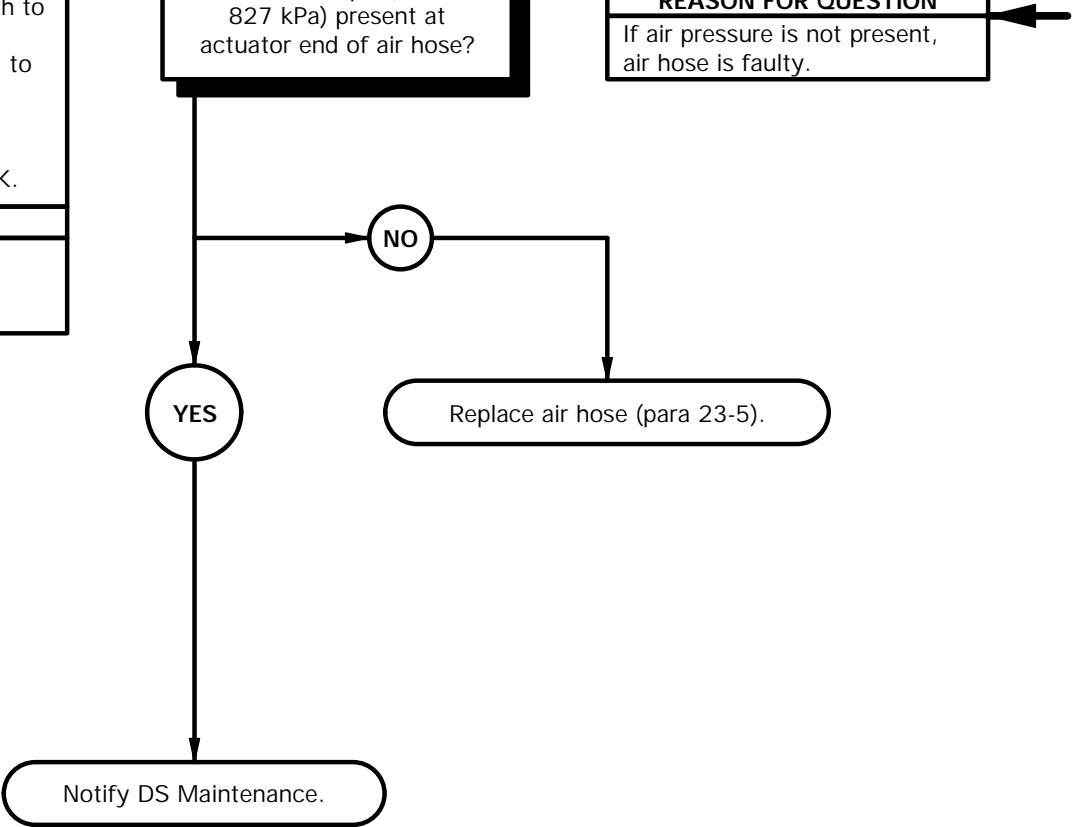 h to
to
K.
827 kPa) present at
actuator end of air hose?
REASON FOR QUESTION
If air pressure is not present,
air hose is faulty.
NO
YES
Replace air hose (para 23-5).
Notify DS Maintenance.